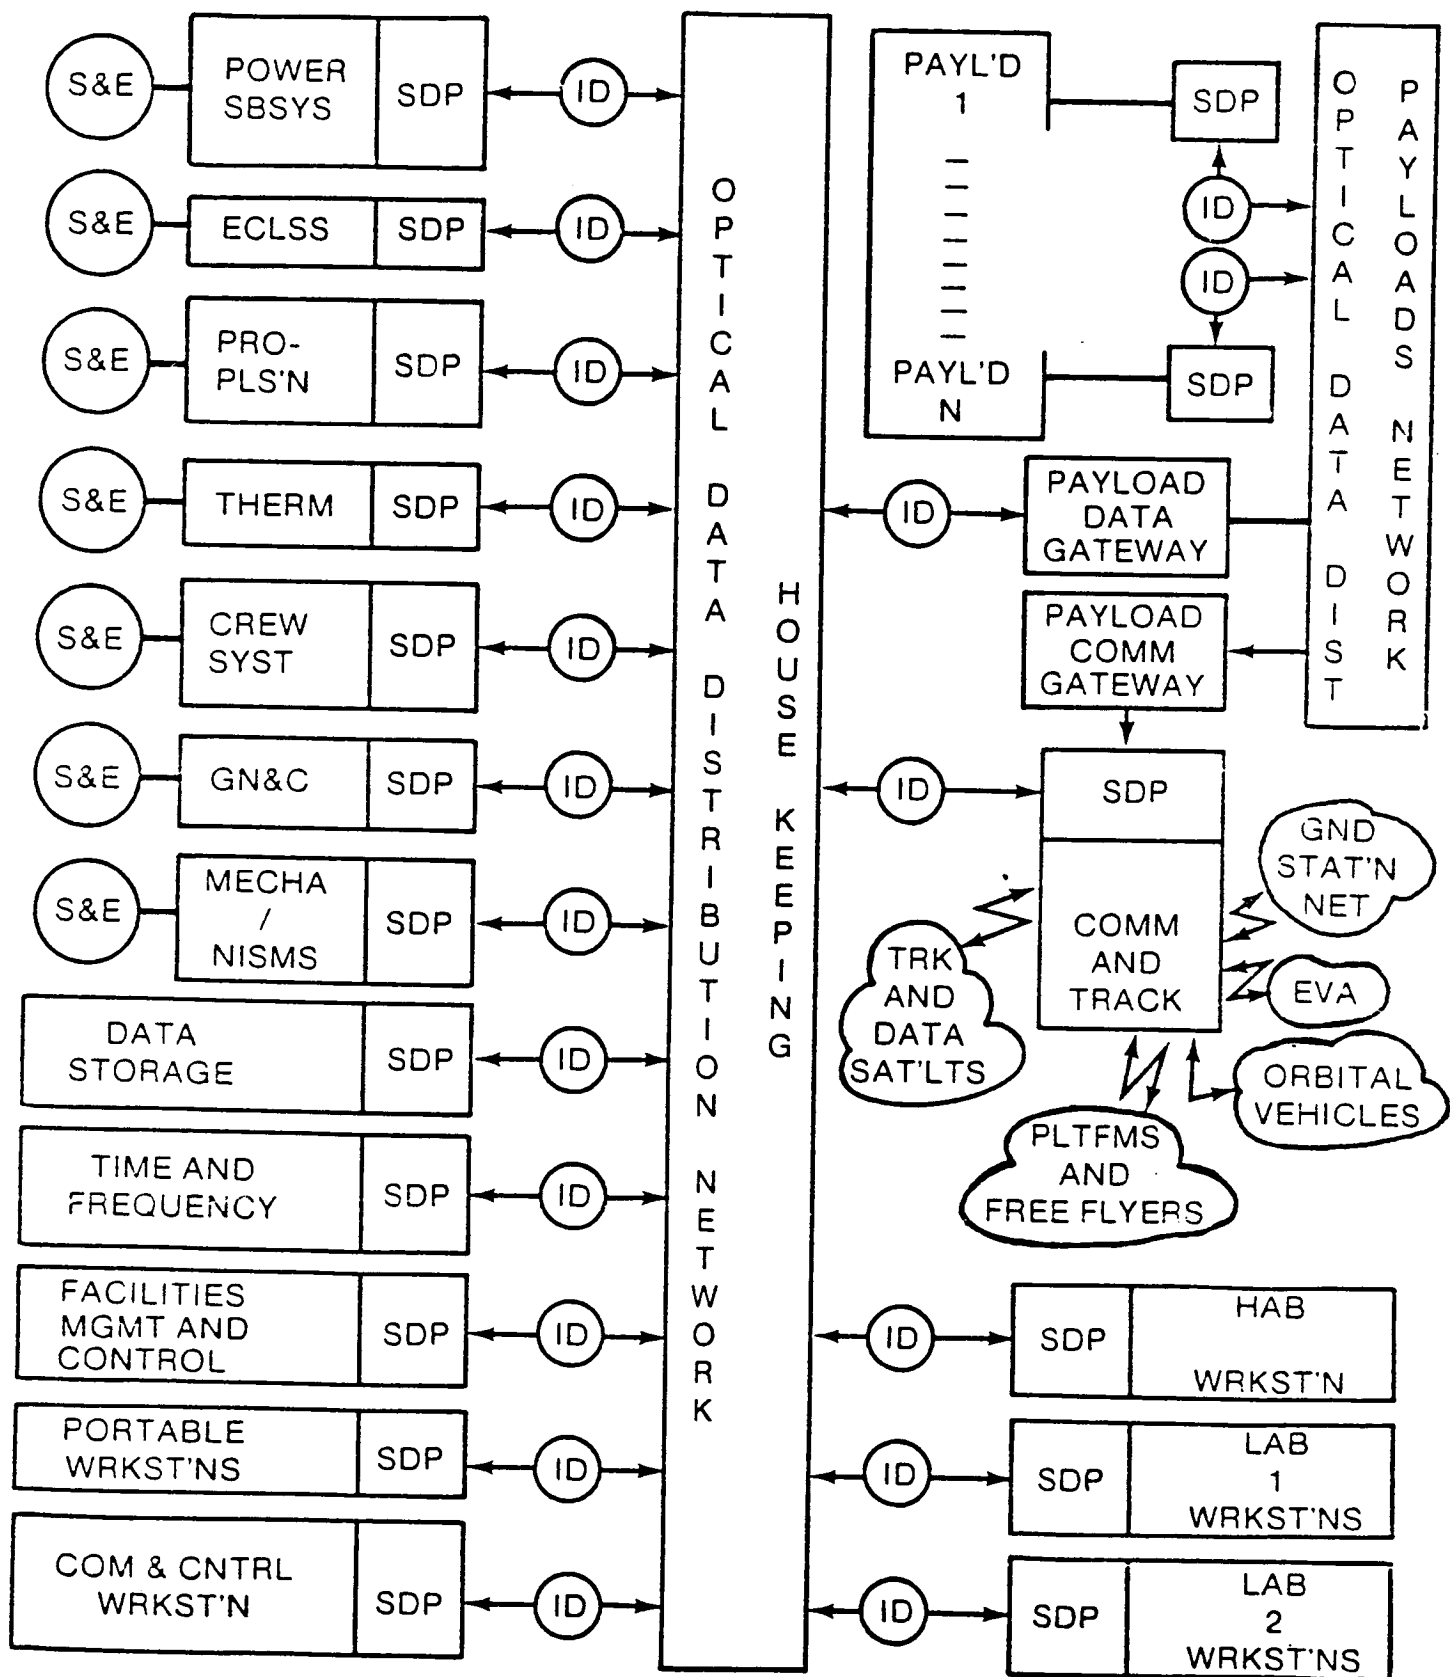 S&E
POWER
SBSYS
SDP
ID
S&E
ECLSS
SDP
ID
S&E
PRO-
PLS'N
SDP
ID
S&E
THERM
SDP
ID
S&E
CREW
SYST
SDP
ID
S&E
GN&C
SDP
ID
S&E
MECHA
/
NISMS
SDP
ID
DATA
STORAGE
SDP
ID
TIME AND
FREQUENCY
SDP
ID
FACILITIES
MGMT AND
CONTROL
SDP
ID
PORTABLE
WRKST'NS
SDP
ID
COM & CNTRL
WRKST'N
SDP
ID
OPTICAL DATA DISTRIBUTION NETWORK
HOUSE KEEPING
PAYL'D
1
PAYL'D
N
SDP
ID
ID
SDP
OPTICAL DATA DIST
PAYLOADS NETWORK
ID
PAYLOAD
DATA
GATEWAY
PAYLOAD
COMM
GATEWAY
ID
SDP
COMM
AND
TRACK
GND
STAT'N
NET
EVA
ORBITAL
VEHICLES
TRK
AND
DATA
SAT'LTS
PLTFMS
AND
FREE FLYERS
ID
SDP
HAB
WRKST'N
ID
SDP
LAB
1
WRKST'NS
ID
SDP
LAB
2
WRKST'NS